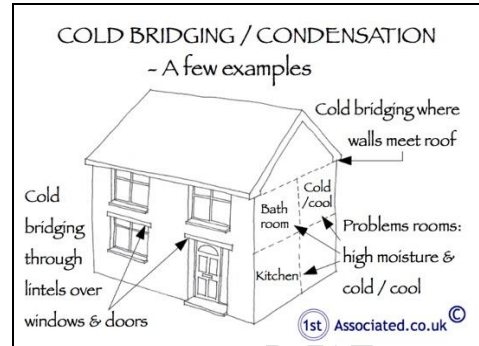 COLD BRIDGING / CONDENSATION
- A few examples
Cold bridging where
walls meet roof
Cold
/cool
Bath
room
Kitchen
Problems rooms:
high moisture &
cold / cool
Cold
bridging
through
lintels over
windows & doors
1st Associated.co.uk ©